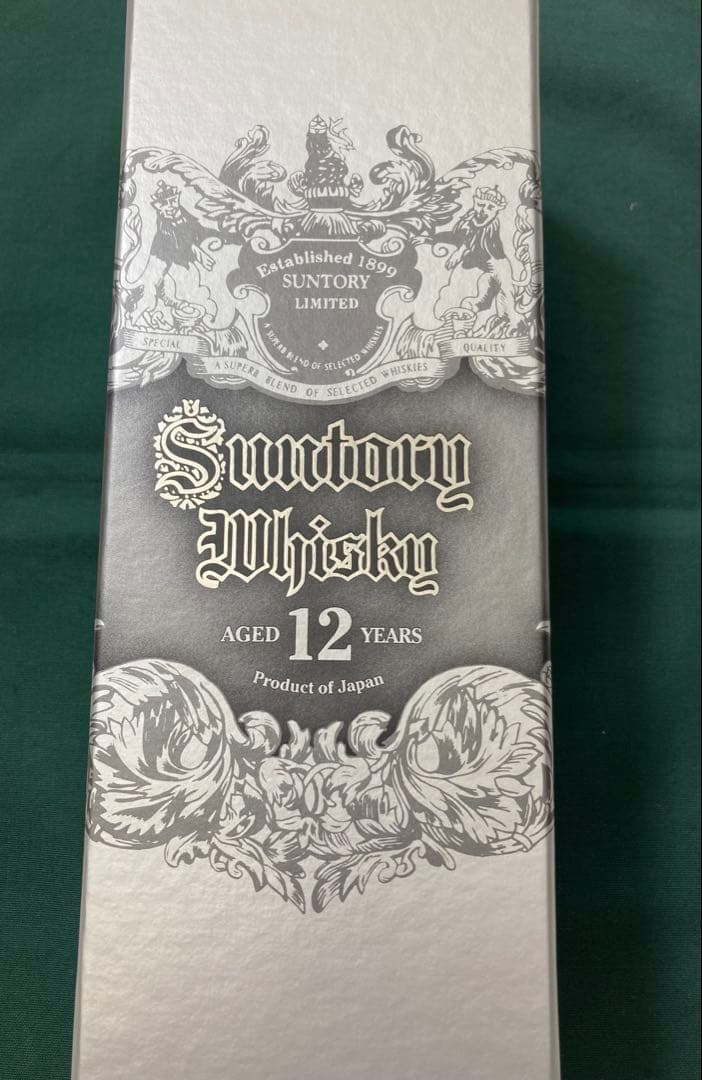 Established 1899
SUNTORY
LIMITED
A SUPERB BLEND OF SELECTED WHISKIES
SPECIAL
QUALITY
A SUPERB BLEND OF SELECTED WHISKIES
Suntory
Whisky
AGED 12 YEARS
Product of Japan